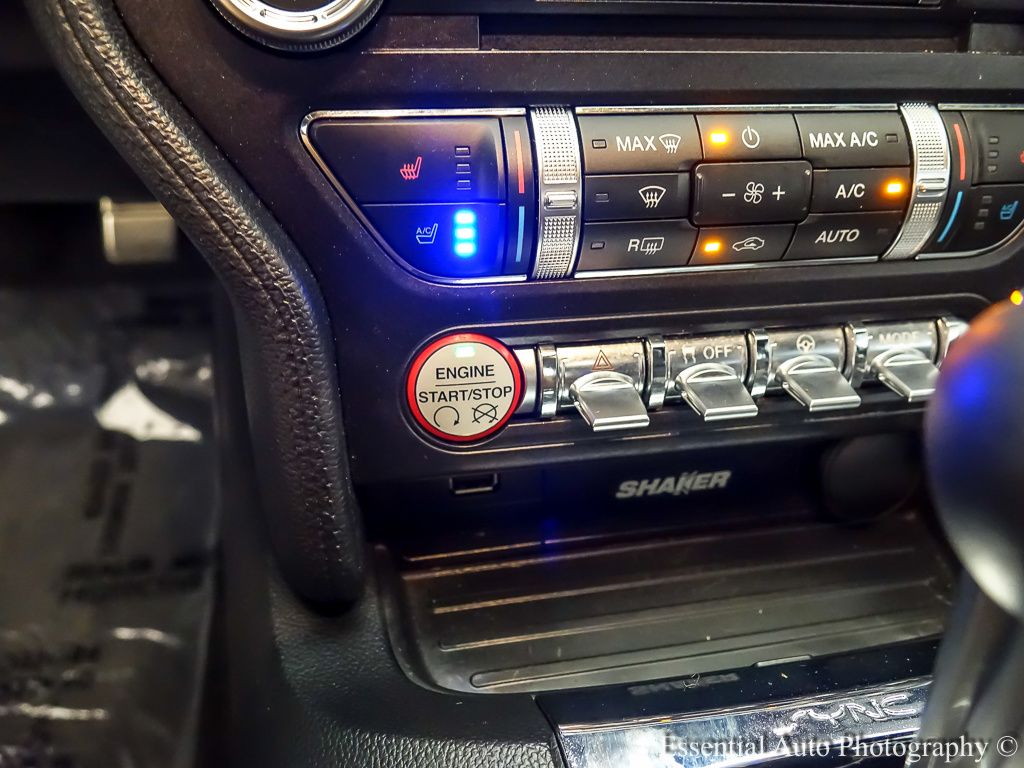 MAX
MAX A/C
A/C
A/C
R
AUTO
ENGINE
START/STOP
OFF
MODE
SHAKER
SYNC
Essential Auto Photography ©